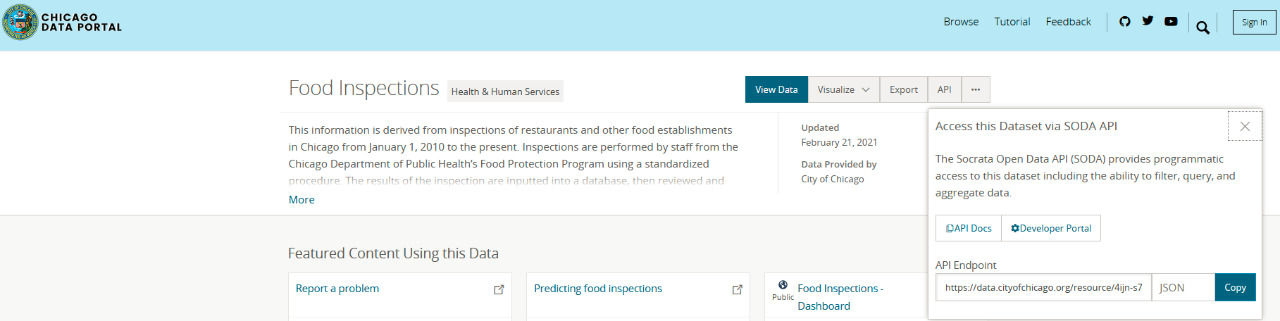 CHICAGO
DATA PORTAL
Browse Tutorial Feedback Sign In
Food Inspections Health & Human Services
View Data Visualize Export API ...
This information is derived from inspections of restaurants and other food establishments
in Chicago from January 1, 2010 to the present. Inspections are performed by staff from the
Chicago Department of Public Health's Food Protection Program using a standardized
procedure. The results of the inspection are inputted into a database, then reviewed and
More
Updated
February 21, 2021
Data Provided by
City of Chicago
Access this Dataset via SODA API
The Socrata Open Data API (SODA) provides programmatic
access to this dataset including the ability to filter, query, and
aggregate data.
API Docs Developer Portal
API Endpoint
https://data.cityofchicago.org/resource/4ijn-s7 JSON Copy
Featured Content Using this Data
Report a problem
Predicting food inspections
Public
Food Inspections -
Dashboard